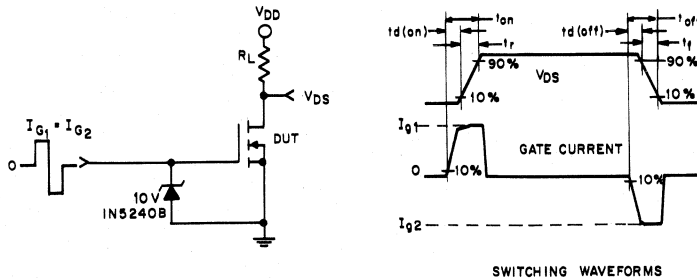 VDD
RL
VDS
IG1 = IG2
0
DUT
10V
1N5240B
ton
toff
td(on)
tr
td(off)
tf
90%
VDS
90%
10%
10%
Ig1
GATE CURRENT
0
10%
10%
Ig2
SWITCHING WAVEFORMS